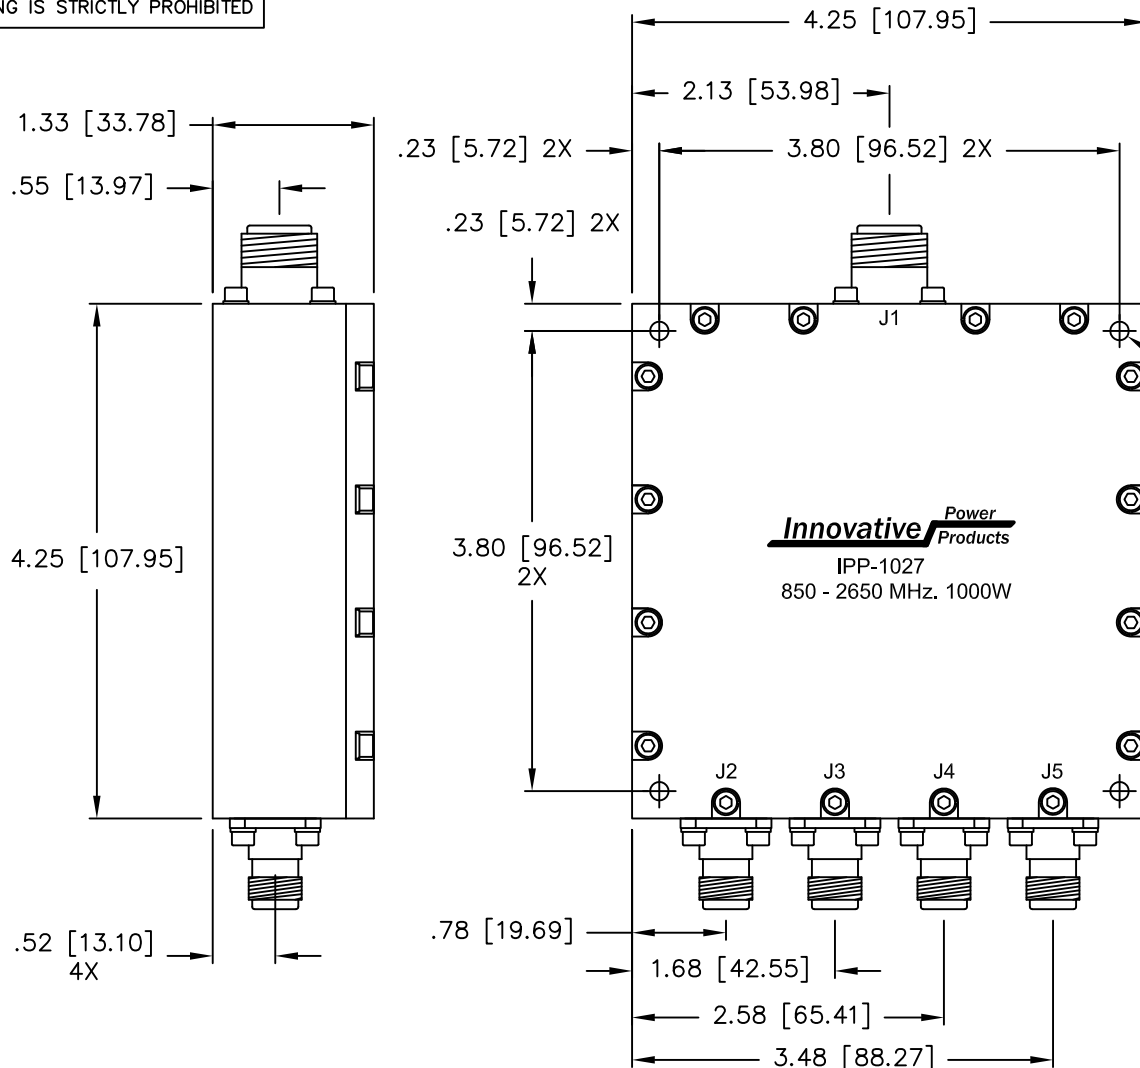 NG IS STRICTLY PROHIBITED
4.25 [107.95]
2.13 [53.98]
1.33 [33.78]
.23 [5.72] 2X
3.80 [96.52] 2X
.55 [13.97]
.23 [5.72] 2X
J1
4.25 [107.95]
3.80 [96.52]
2X
Innovative Power Products
IPP-1027
850 - 2650 MHz. 1000W
J2 J3 J4 J5
.78 [19.69]
.52 [13.10]
4X
1.68 [42.55]
2.58 [65.41]
3.48 [88.27]